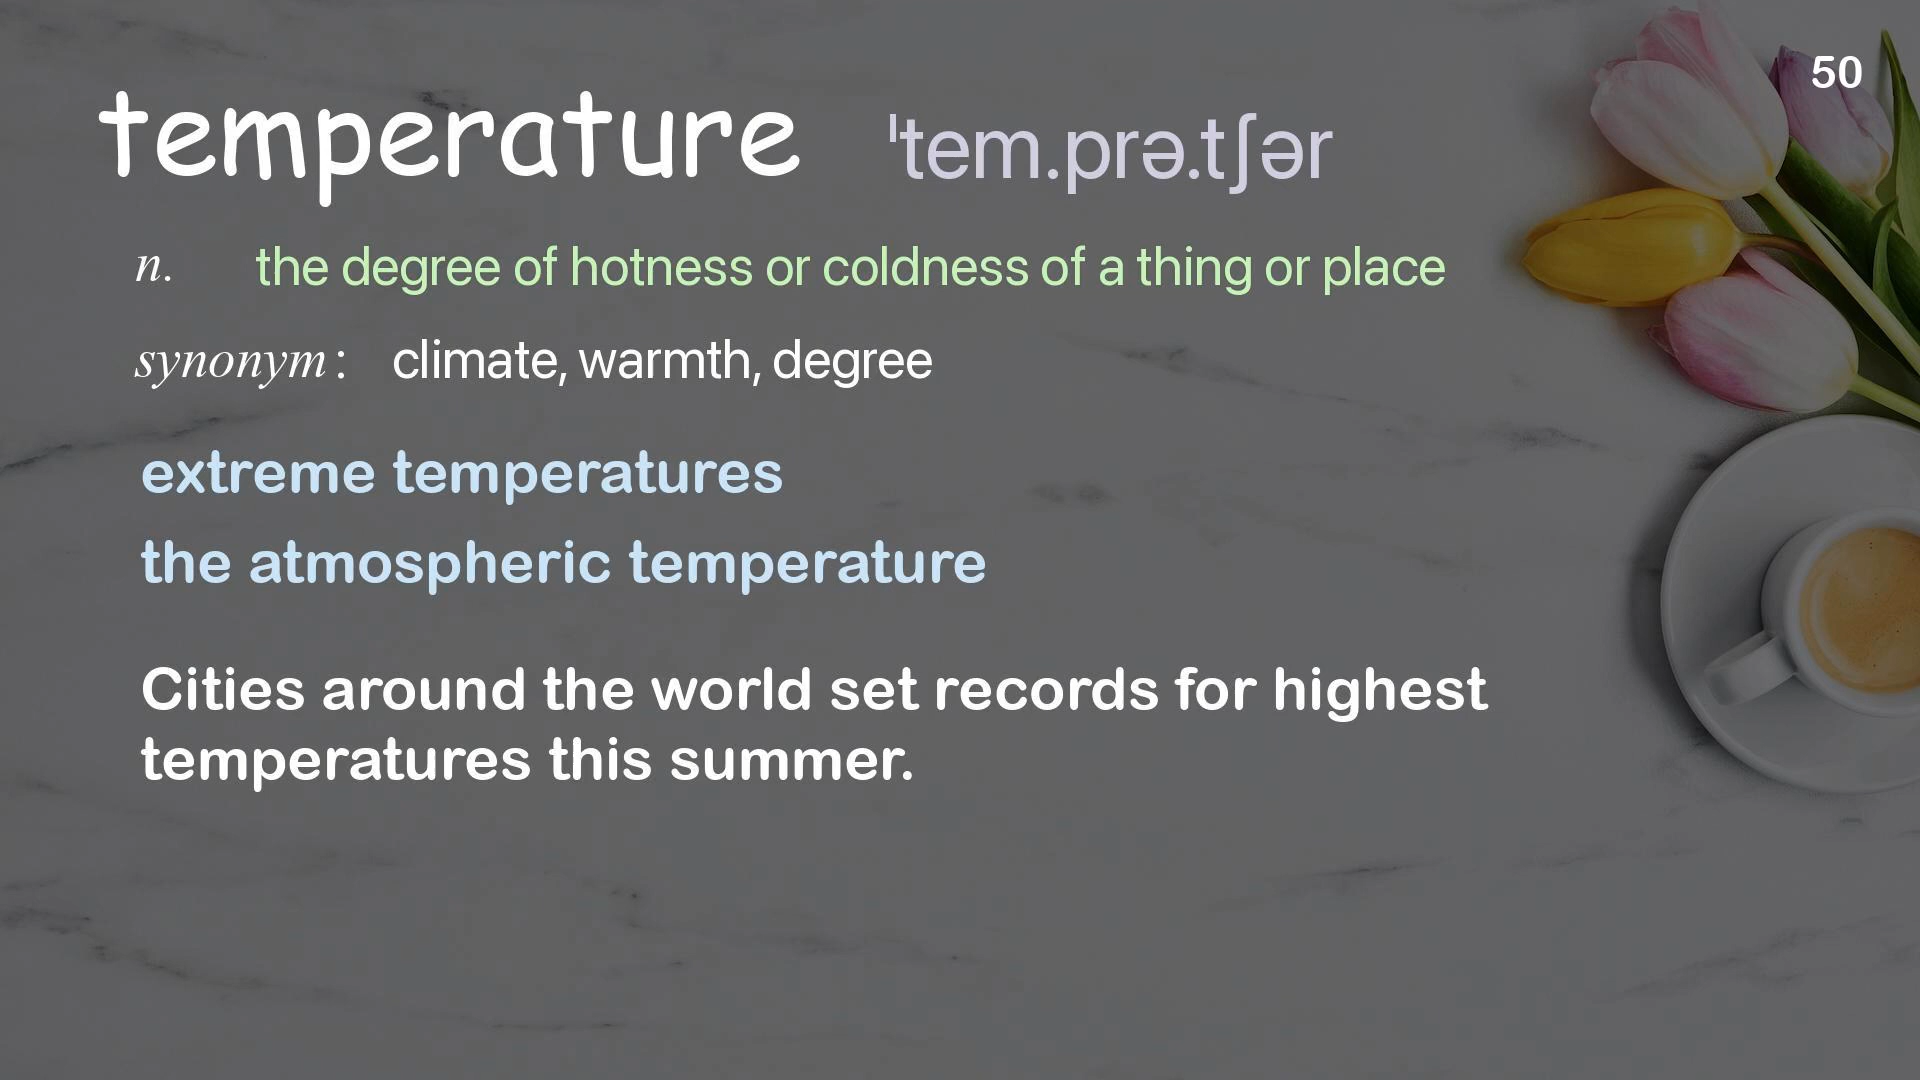 50
temperature ˈtem.prə.tʃər
n. the degree of hotness or coldness of a thing or place
synonym: climate, warmth, degree
extreme temperatures
the atmospheric temperature
Cities around the world set records for highest
temperatures this summer.